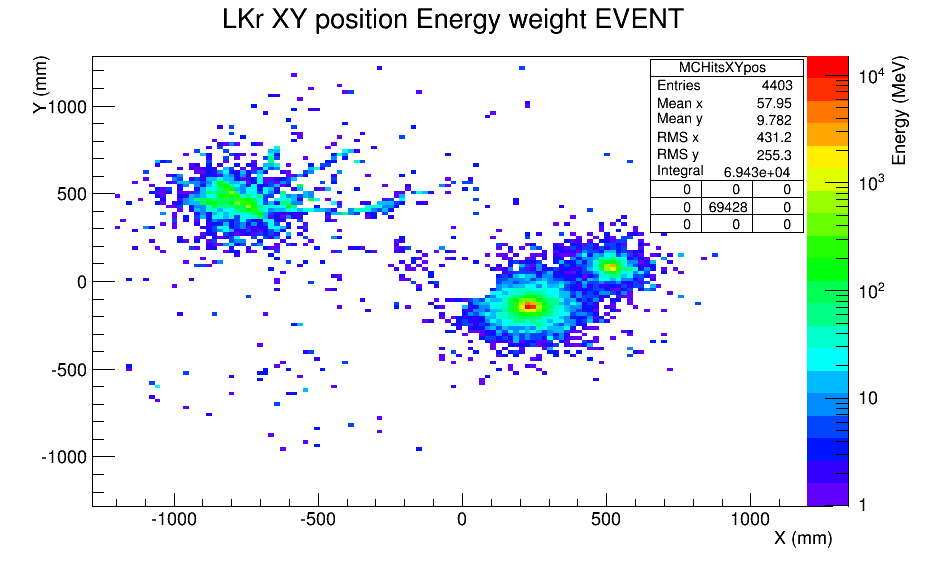 LKr XY position Energy weight EVENT
Y (mm)
1000
500
0
-500
-1000
MCHitsXYpos
Entries 4403
Mean x 57.95
Mean y 9.782
RMS x 431.2
RMS y 255.3
Integral 6.943e+04
0 0 0
0 69428 0
0 0 0
Energy (MeV)
10^4
10^3
10^2
10
1
-1000 -500 0 500 1000
X (mm)